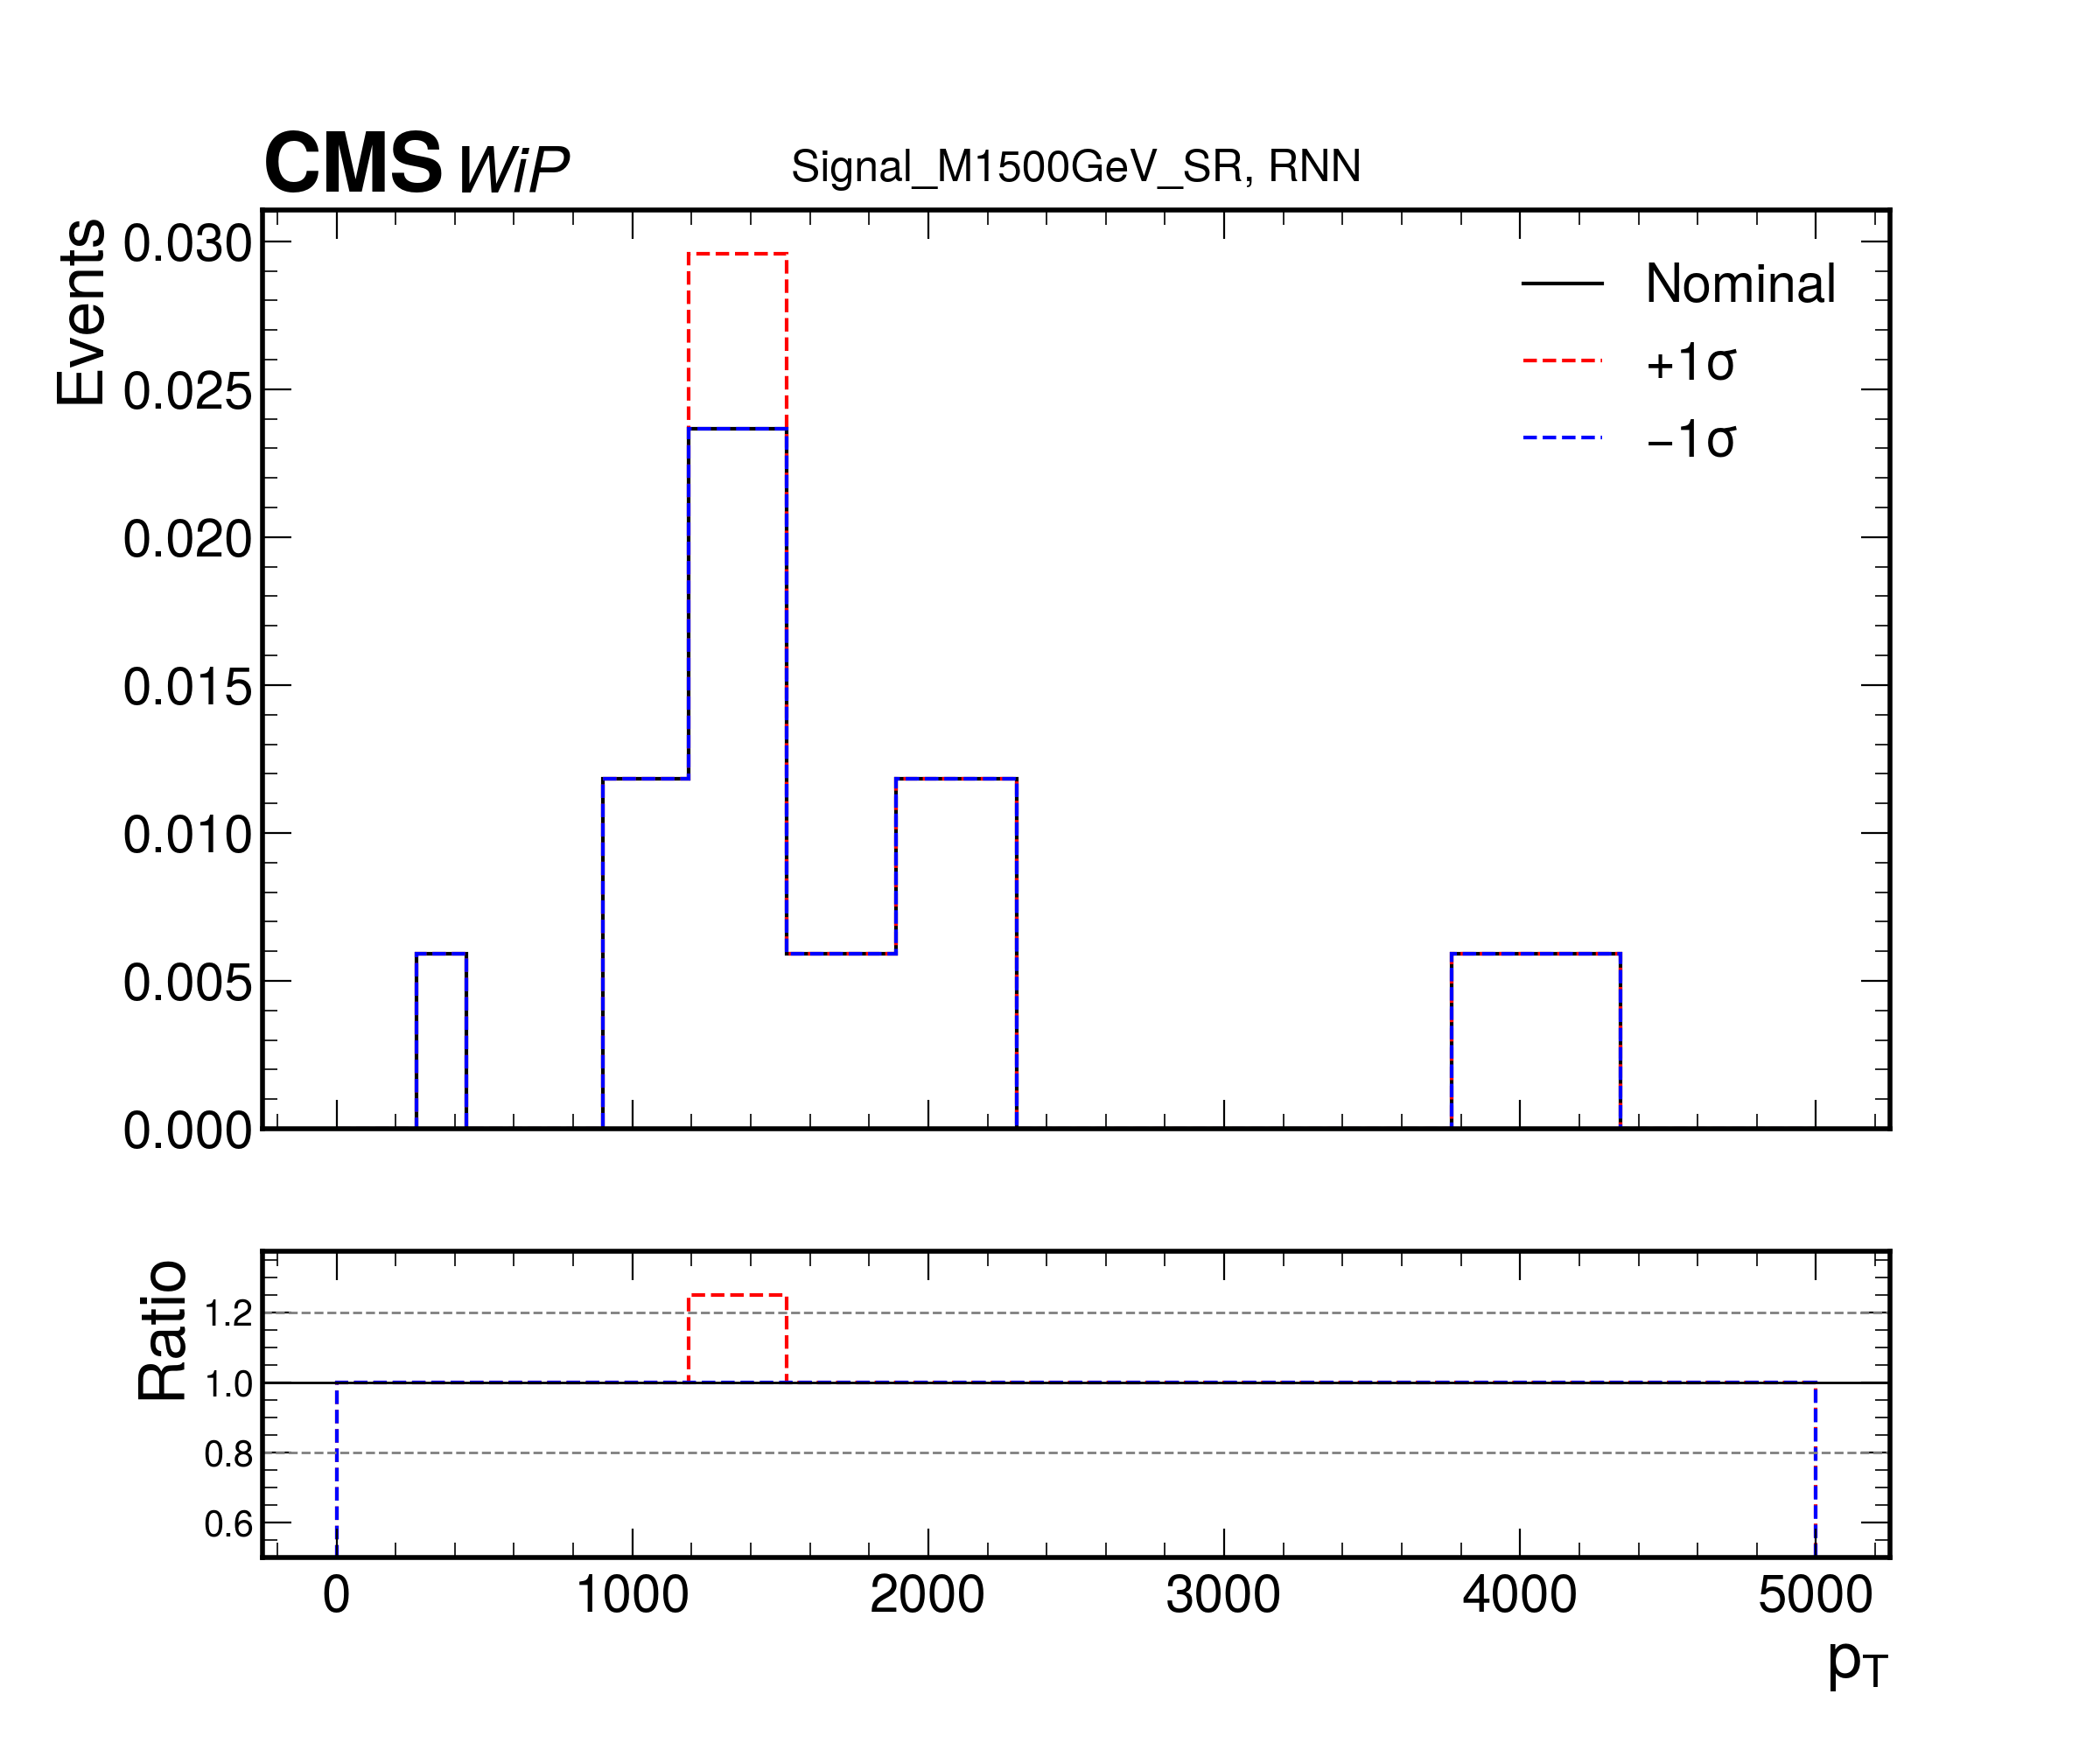 CMS WiP
Signal_M1500GeV_SR, RNN
Events
0.030
0.025
0.020
0.015
0.010
0.005
0.000
Nominal
+1σ
−1σ
Ratio
1.2
1.0
0.8
0.6
0 1000 2000 3000 4000 5000
pT